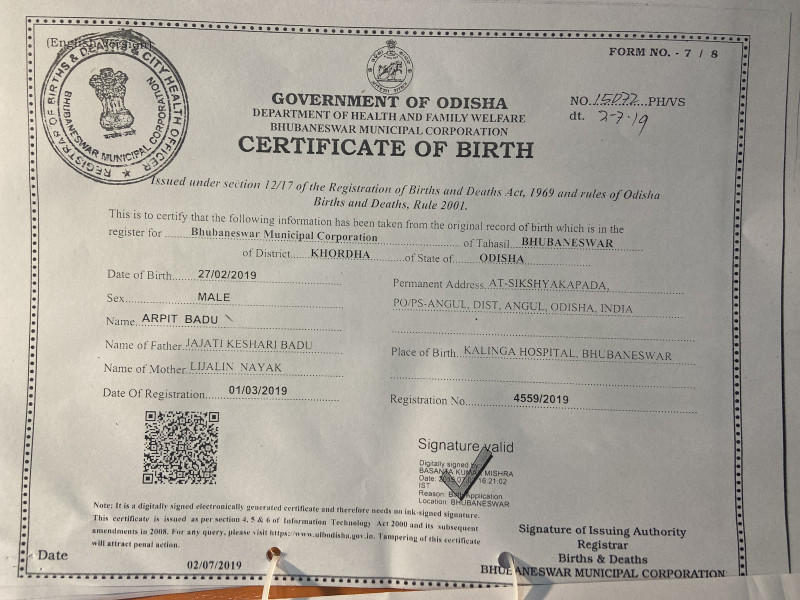 (English Version)
FORM NO. - 7 / 8
REGISTRAR OF BIRTHS & DEATHS & CITY HEALTH OFFICER
BHUBANESWAR MUNICIPAL CORPORATION
GOVERNMENT OF ODISHA
NO. 15072 PH/VS
DEPARTMENT OF HEALTH AND FAMILY WELFARE
dt. 2-7-19
BHUBANESWAR MUNICIPAL CORPORATION
CERTIFICATE OF BIRTH
Issued under section 12/17 of the Registration of Births and Deaths Act, 1969 and rules of Odisha
Births and Deaths, Rule 2001.
This is to certify that the following information has been taken from the original record of birth which is in the
register for Bhubaneswar Municipal Corporation of Tahasil BHUBANESWAR
of District KHORDHA of State of ODISHA
Date of Birth 27/02/2019
Sex MALE
Name ARPIT BADU
Name of Father JAJATI KESHARI BADU
Name of Mother LIJALIN NAYAK
Date Of Registration 01/03/2019
Permanent Address AT-SIKSHYAKAPADA,
PO/PS-ANGUL, DIST, ANGUL, ODISHA, INDIA
Place of Birth KALINGA HOSPITAL, BHUBANESWAR
Registration No. 4559/2019
Signature valid
Digitally signed by
BASANTA KUMAR MISHRA
Date: 16:21:02
IST
Reason: Application
Location: BHUBANESWAR
Note: It is a digitally signed electronically generated certificate and therefore needs no ink-signed signature.
This certificate is issued as per section 4, 5 & 6 of Information Technology Act 2000 and its subsequent
amendments in 2008. For any query, please visit https://www.ulbodisha.gov.in. Tampering of this certificate
will attract penal action.
Date
02/07/2019
Signature of Issuing Authority
Registrar
Births & Deaths
BHUBANESWAR MUNICIPAL CORPORATION